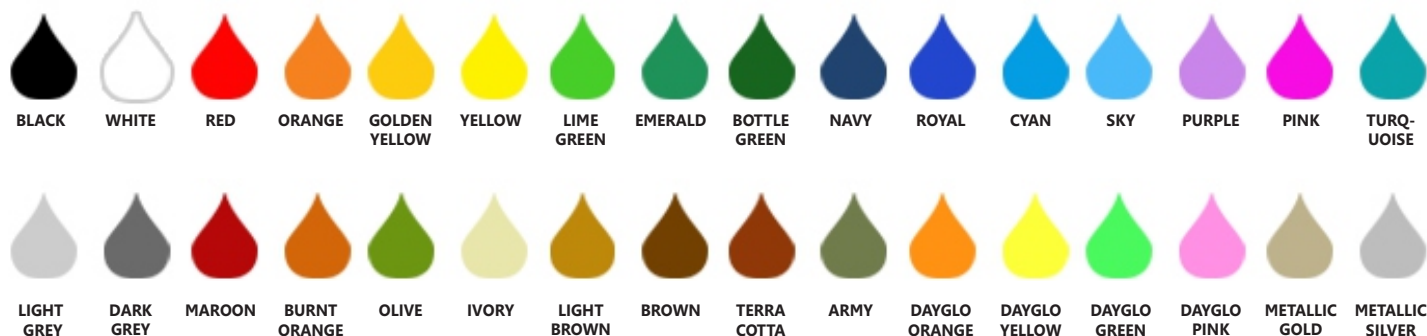 BLACK WHITE RED ORANGE GOLDEN YELLOW LIME EMERALD BOTTLE NAVY ROYAL CYAN SKY PURPLE PINK TURQ-
YELLOW GREEN GREEN UOISE
LIGHT DARK MAROON BURNT OLIVE IVORY LIGHT BROWN TERRA ARMY DAYGLO DAYGLO DAYGLO DAYGLO METALLIC METALLIC
GREY GREY ORANGE BROWN COTTA ORANGE YELLOW GREEN PINK GOLD SILVER